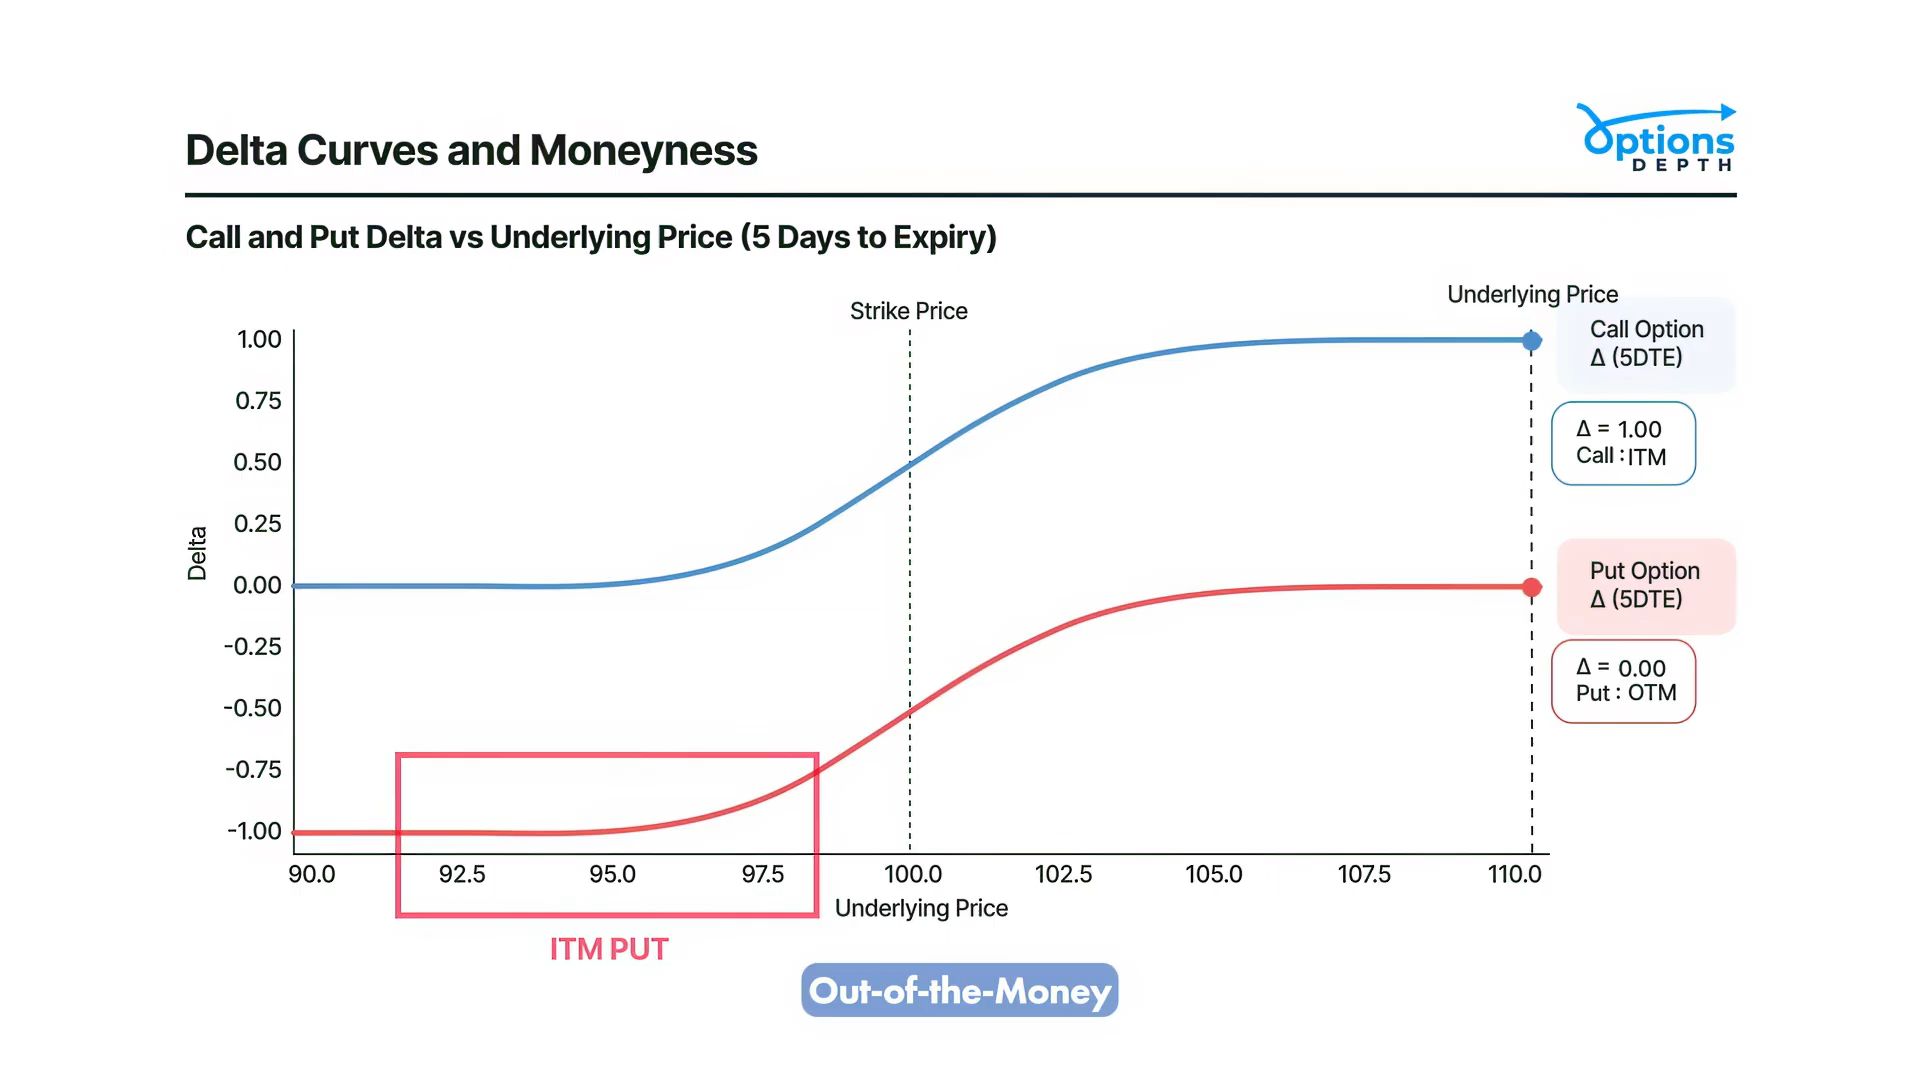 Options
DEPTH
Delta Curves and Moneyness
Call and Put Delta vs Underlying Price (5 Days to Expiry)
Strike Price
Underlying Price
Call Option
Δ (5DTE)
Δ = 1.00
Call : ITM
Put Option
Δ (5DTE)
Δ = 0.00
Put : OTM
Delta
1.00
0.75
0.50
0.25
0.00
-0.25
-0.50
-0.75
-1.00
90.0 92.5 95.0 97.5 100.0 102.5 105.0 107.5 110.0
Underlying Price
ITM PUT
Out-of-the-Money